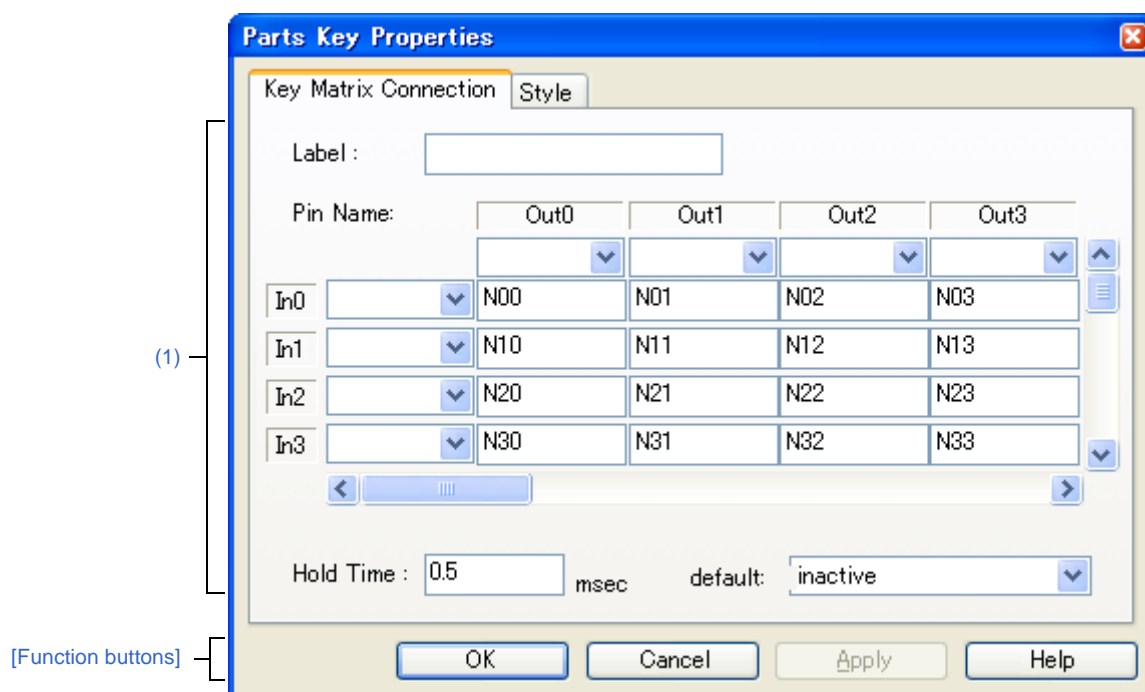 Parts Key Properties
Key Matrix Connection Style
Label :
Pin Name: Out0 Out1 Out2 Out3
In0 N00 N01 N02 N03
(1)
In1 N10 N11 N12 N13
In2 N20 N21 N22 N23
In3 N30 N31 N32 N33
Hold Time : 0.5 msec default: inactive
[Function buttons]
OK Cancel Apply Help